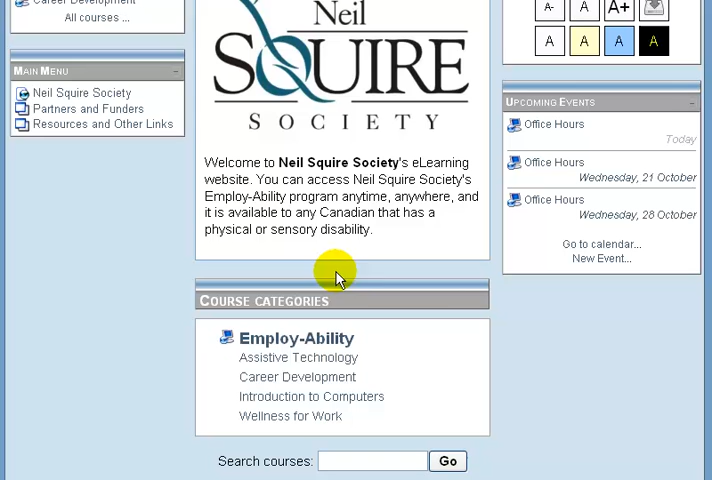 Career Development
All courses ...
Main Menu
Neil Squire Society
Partners and Funders
Resources and Other Links
Neil
SQUIRE
SOCIETY
Welcome to Neil Squire Society's eLearning
website. You can access Neil Squire Society's
Employ-Ability program anytime, anywhere, and
it is available to any Canadian that has a
physical or sensory disability.
Course categories
Employ-Ability
Assistive Technology
Career Development
Introduction to Computers
Wellness for Work
Search courses: Go
A- A A+
A A A A
Upcoming Events
Office Hours
Today
Office Hours
Wednesday, 21 October
Office Hours
Wednesday, 28 October
Go to calendar...
New Event...